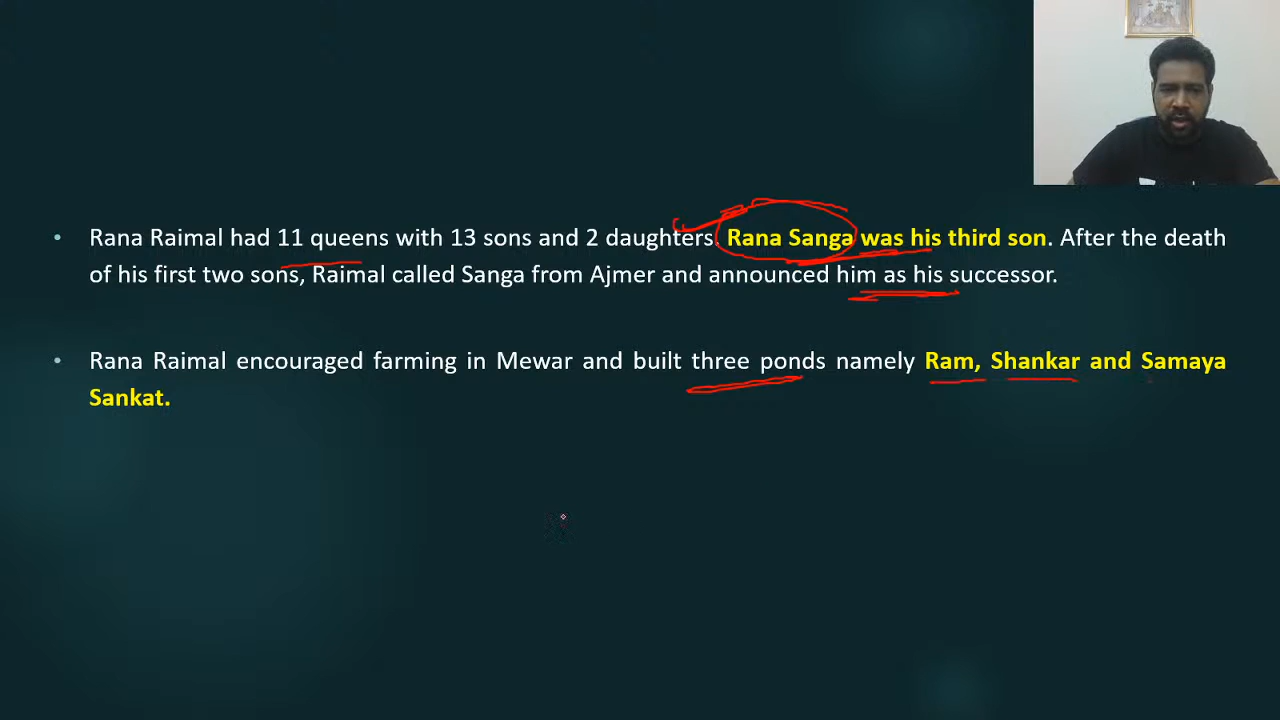 • Rana Raimal had 11 queens with 13 sons and 2 daughters. Rana Sanga was his third son. After the death
of his first two sons, Raimal called Sanga from Ajmer and announced him as his successor.
• Rana Raimal encouraged farming in Mewar and built three ponds namely Ram, Shankar and Samaya
Sankat.